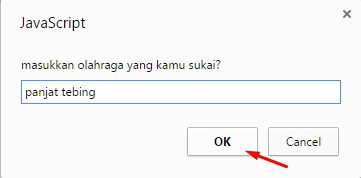 JavaScript
masukkan olahraga yang kamu sukai?
panjat tebing
OK Cancel